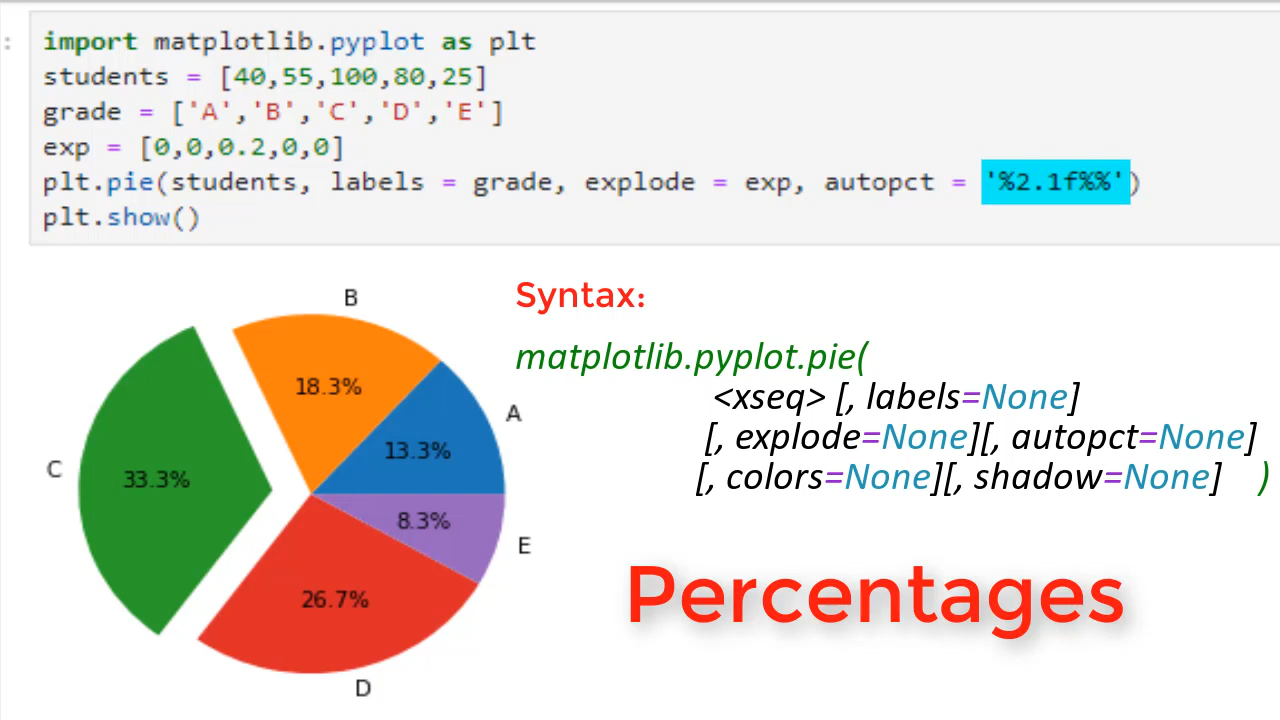 :
import matplotlib.pyplot as plt
students = [40,55,100,80,25]
grade = ['A','B','C','D','E']
exp = [0,0,0.2,0,0]
plt.pie(students, labels = grade, explode = exp, autopct = '%2.1f%%')
plt.show()
B
Syntax:
matplotlib.pyplot.pie(
<xseq> [, labels=None]
[, explode=None][, autopct=None]
[, colors=None][, shadow=None] )
18.3%
A
13.3%
C
33.3%
8.3%
E
26.7%
D
Percentages